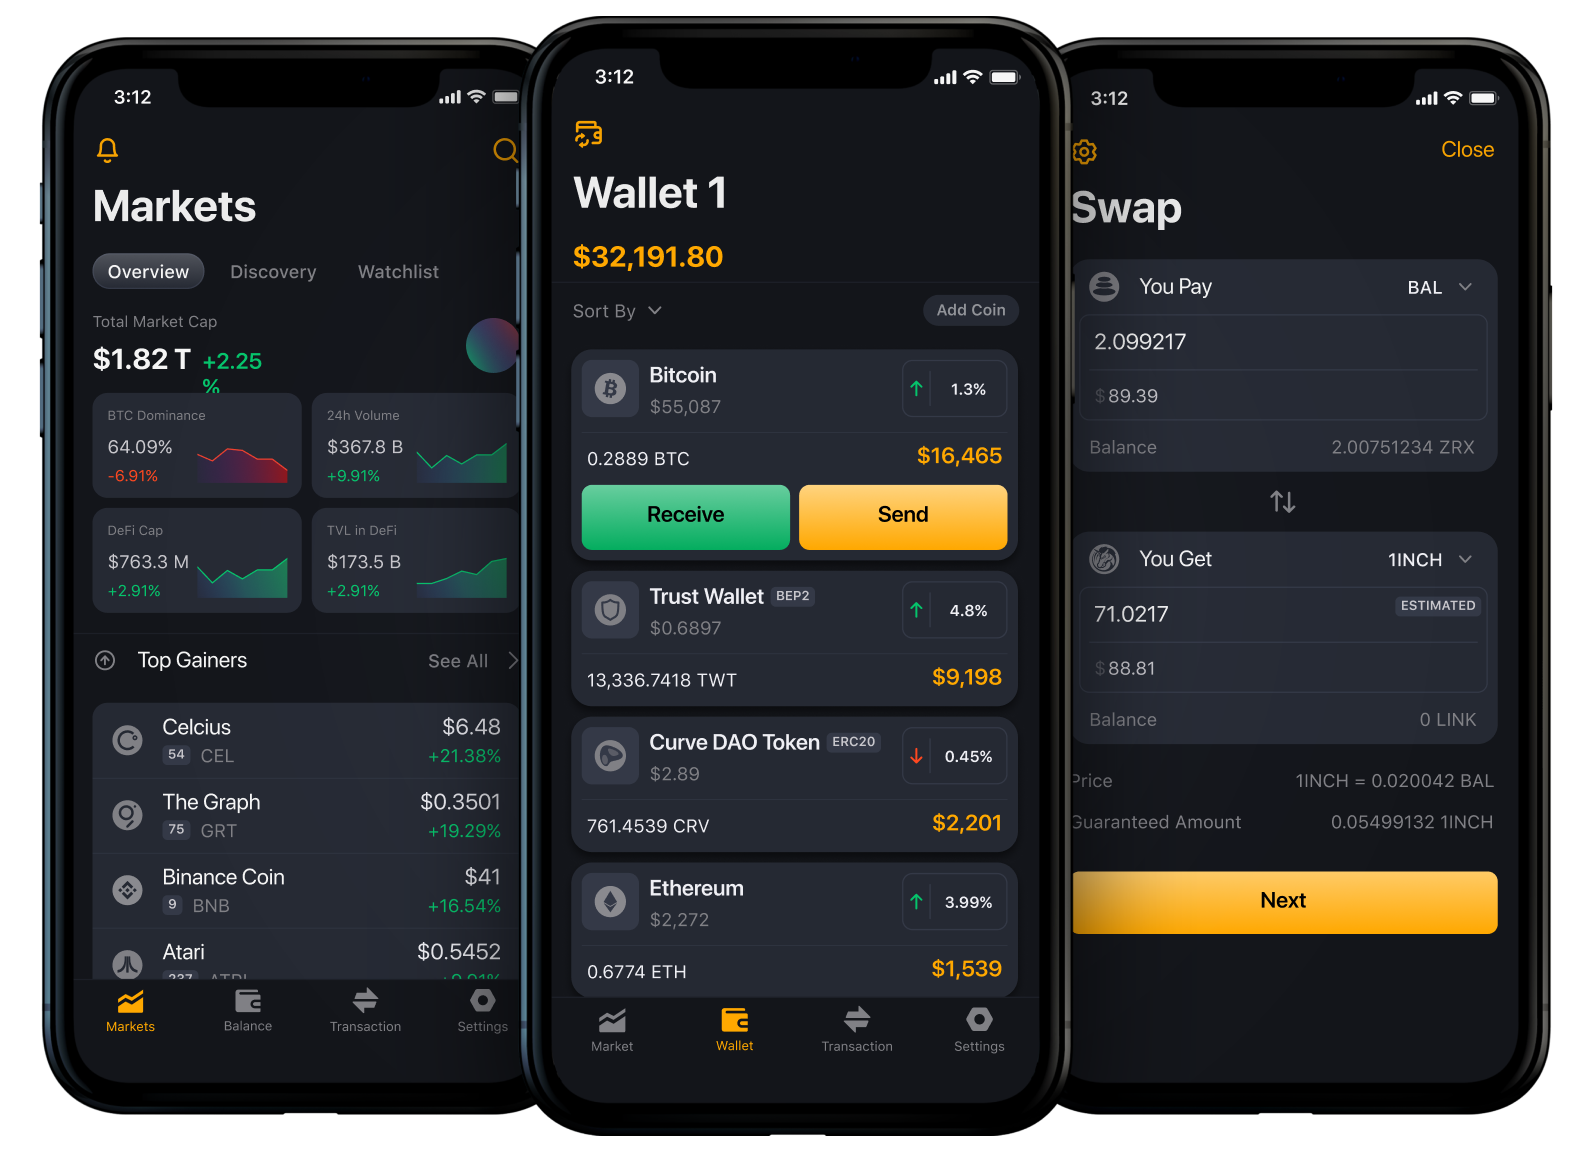 3:12
Markets
Overview Discovery Watchlist
Total Market Cap
$1.82 T +2.25
%
BTC Dominance
64.09%
-6.91%
24h Volume
$367.8 B
+9.91%
DeFi Cap
$763.3 M
+2.91%
TVL in DeFi
$173.5 B
+2.91%
Top Gainers See All
Celcius $6.48
54 CEL +21.38%
The Graph $0.3501
75 GRT +19.29%
Binance Coin $41
9 BNB +16.54%
Atari $0.5452
237 ATRI +9.91%
Markets Balance Transaction Settings
3:12
Wallet 1
$32,191.80
Sort By Add Coin
Bitcoin
$55,087
1.3%
0.2889 BTC $16,465
Receive Send
Trust Wallet BEP2
$0.6897
4.8%
13,336.7418 TWT $9,198
Curve DAO Token ERC20
$2.89
0.45%
761.4539 CRV $2,201
Ethereum
$2,272
3.99%
0.6774 ETH $1,539
Market Wallet Transaction Settings
3:12
Close
Swap
You Pay BAL
2.099217
$ 89.39
Balance 2.00751234 ZRX
You Get 1INCH
71.0217 ESTIMATED
$ 88.81
Balance 0 LINK
Price 1INCH = 0.020042 BAL
Guaranteed Amount 0.05499132 1INCH
Next